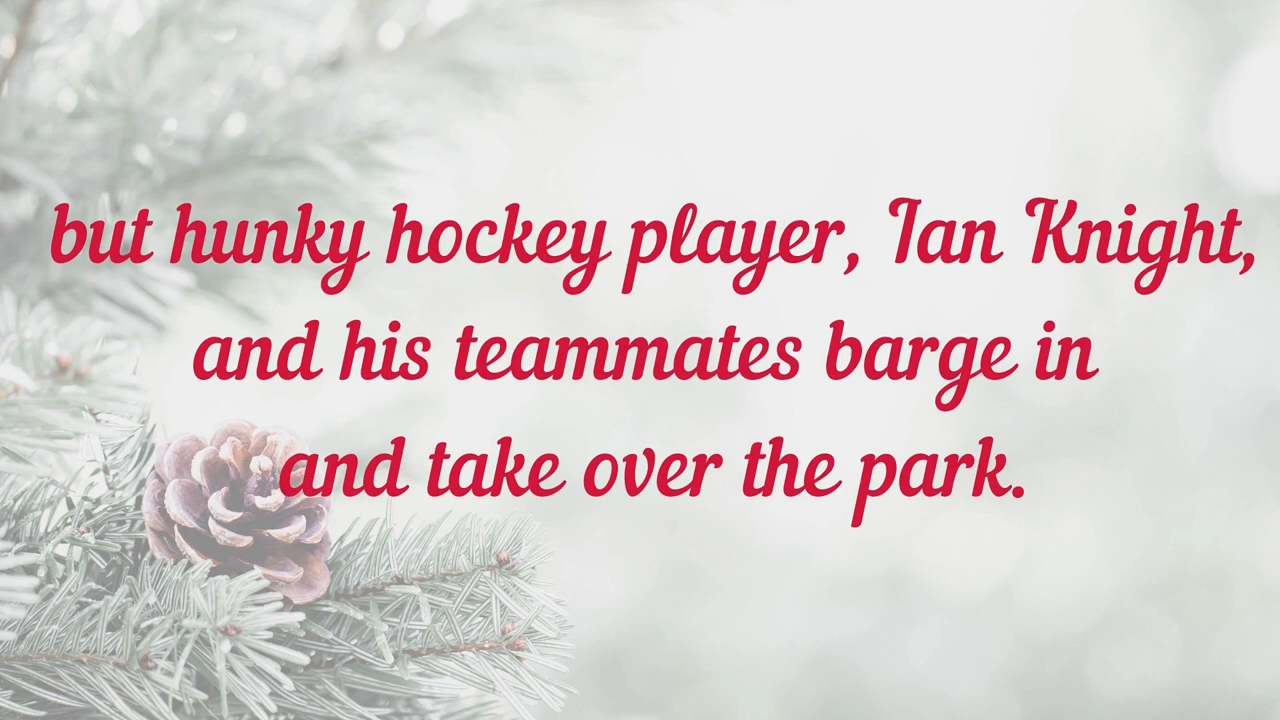 but hunky hockey player, Ian Knight,
and his teammates barge in
and take over the park.